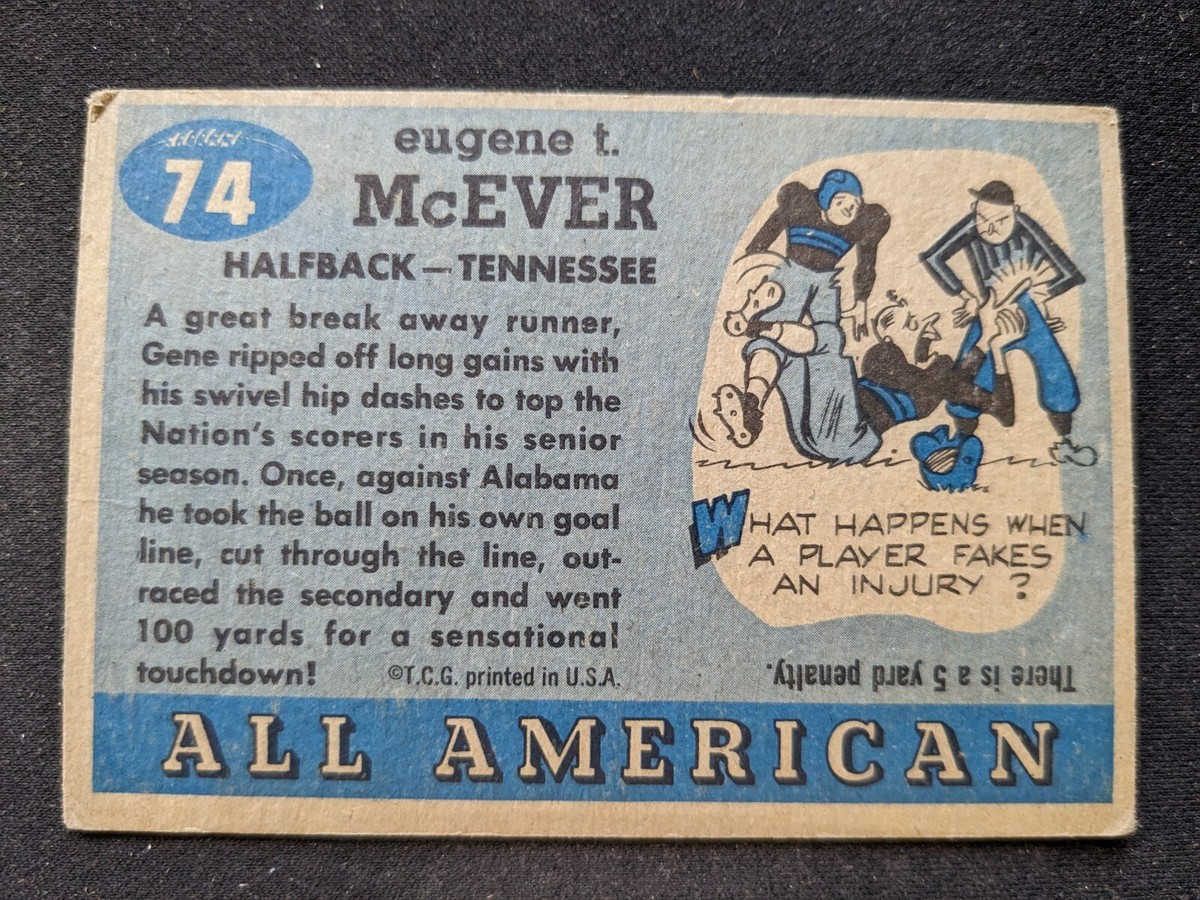 74
eugene t.
McEVER
HALFBACK — TENNESSEE
A great break away runner,
Gene ripped off long gains with
his swivel hip dashes to top the
Nation's scorers in his senior
season. Once, against Alabama
he took the ball on his own goal
line, cut through the line, out-
raced the secondary and went
100 yards for a sensational
touchdown!
©T.C.G. printed in U.S.A.
WHAT HAPPENS WHEN
A PLAYER FAKES
AN INJURY ?
There is a 5 yard penalty.
ALL AMERICAN